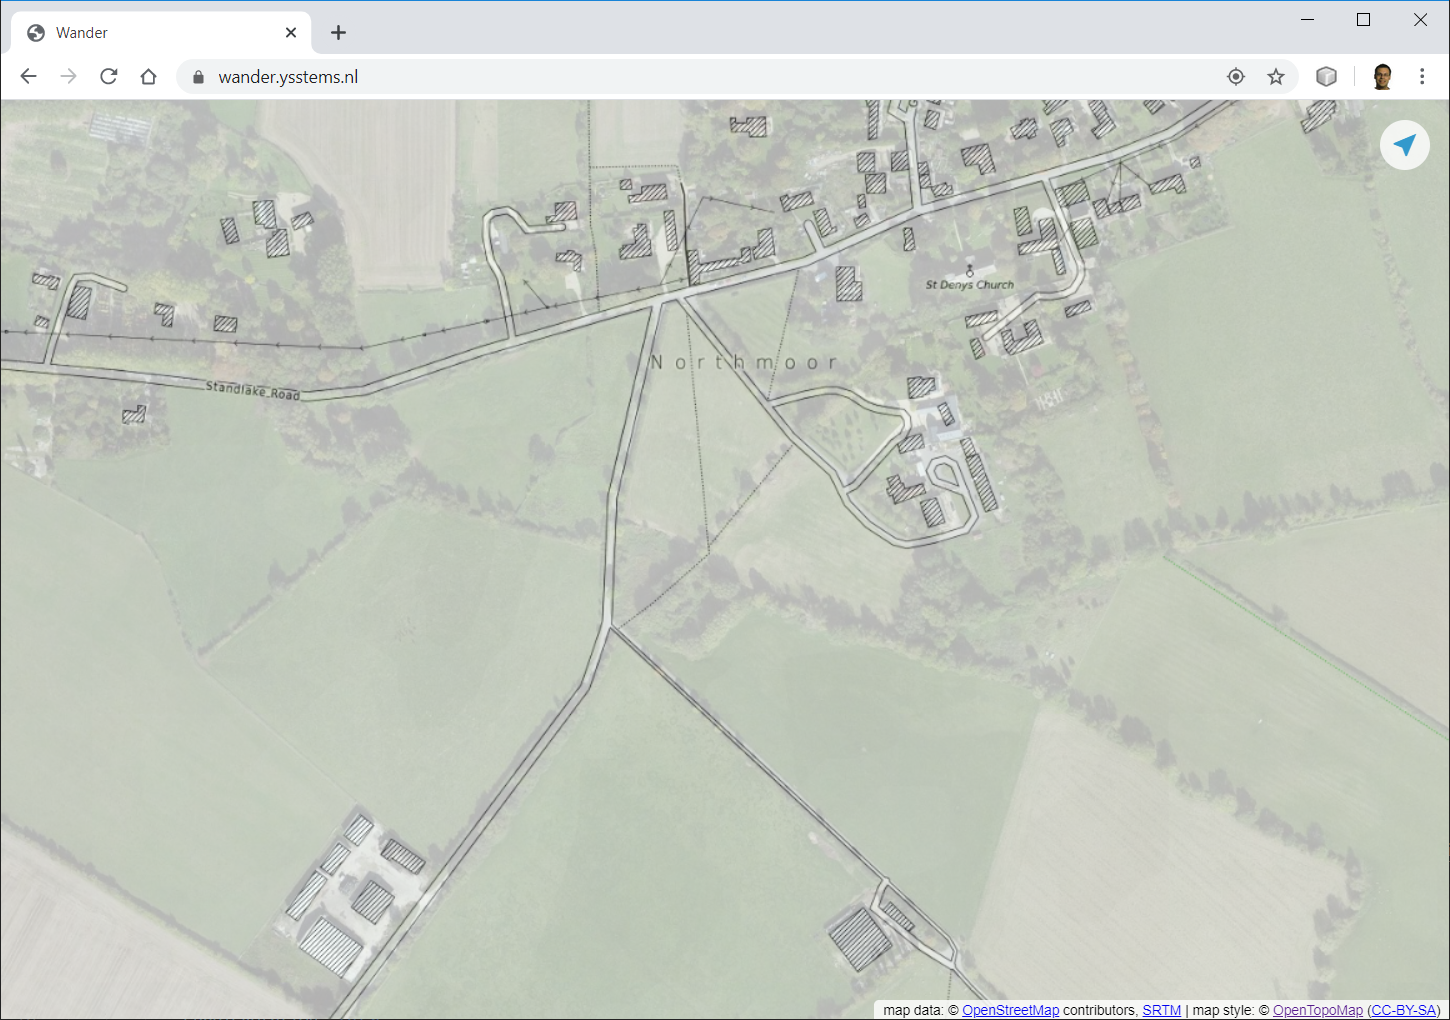 Wander
wander.ysstems.nl
St Denys Church
Northmoor
Standlake Road
map data: © OpenStreetMap contributors, SRTM | map style: © OpenTopoMap (CC-BY-SA)